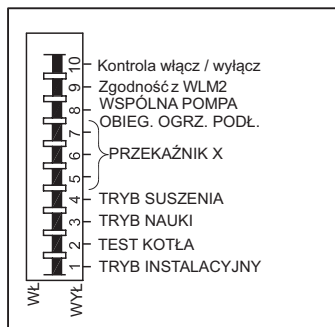 10 Kontrola włącz / wyłącz
9 Zgodność z WLM2
8 WSPÓLNA POMPA
7 OBIEG. OGRZ. PODŁ.
6 PRZEKAŹNIK X
5
4 TRYB SUSZENIA
3 TRYB NAUKI
2 TEST KOTŁA
1 TRYB INSTALACYJNY
WŁ WYŁ